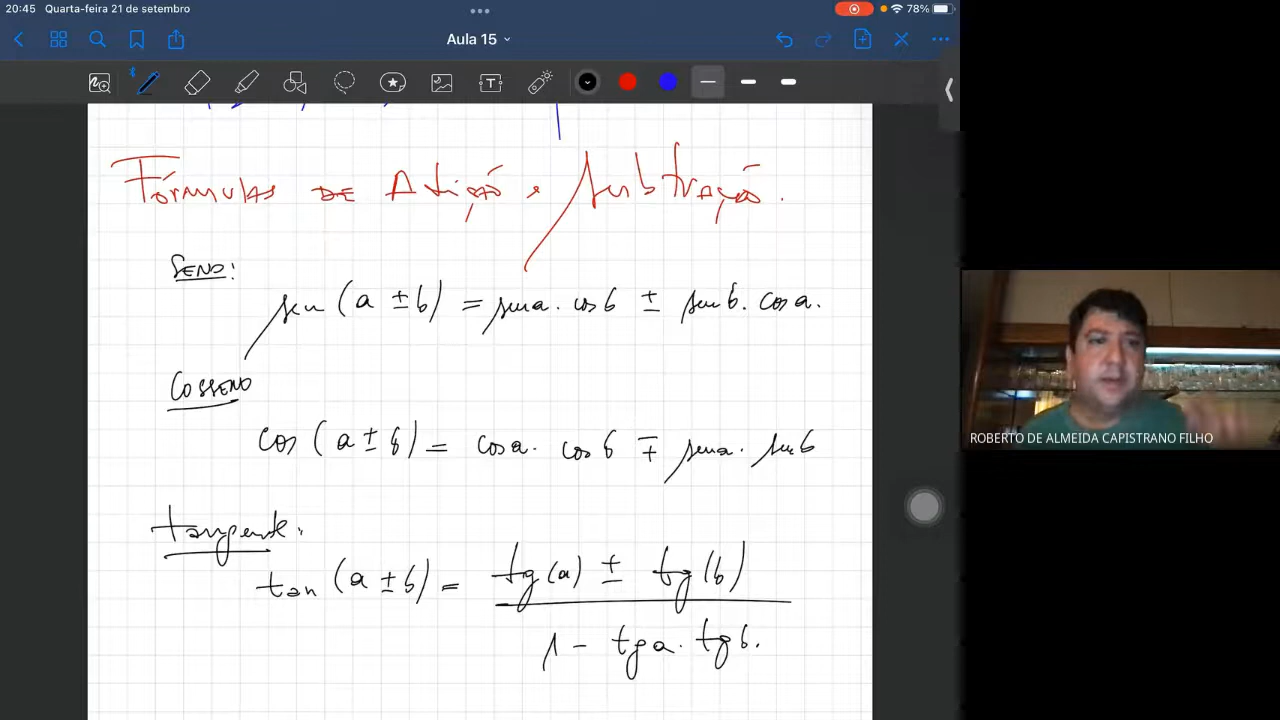 20:45 Quarta-feira 21 de setembro
78%
Aula 15
Fórmulas DE Adição e Subtração.
SENO:
sen (a ± b) = sen a . cos b ± sen b . cos a.
COSSENO
cos (a ± b) = cos a . cos b ∓ sen a . sen b
tangente:
tan (a ± b) = tg(a) ± tg(b)
1 - tg a . tg b.
ROBERTO DE ALMEIDA CAPISTRANO FILHO